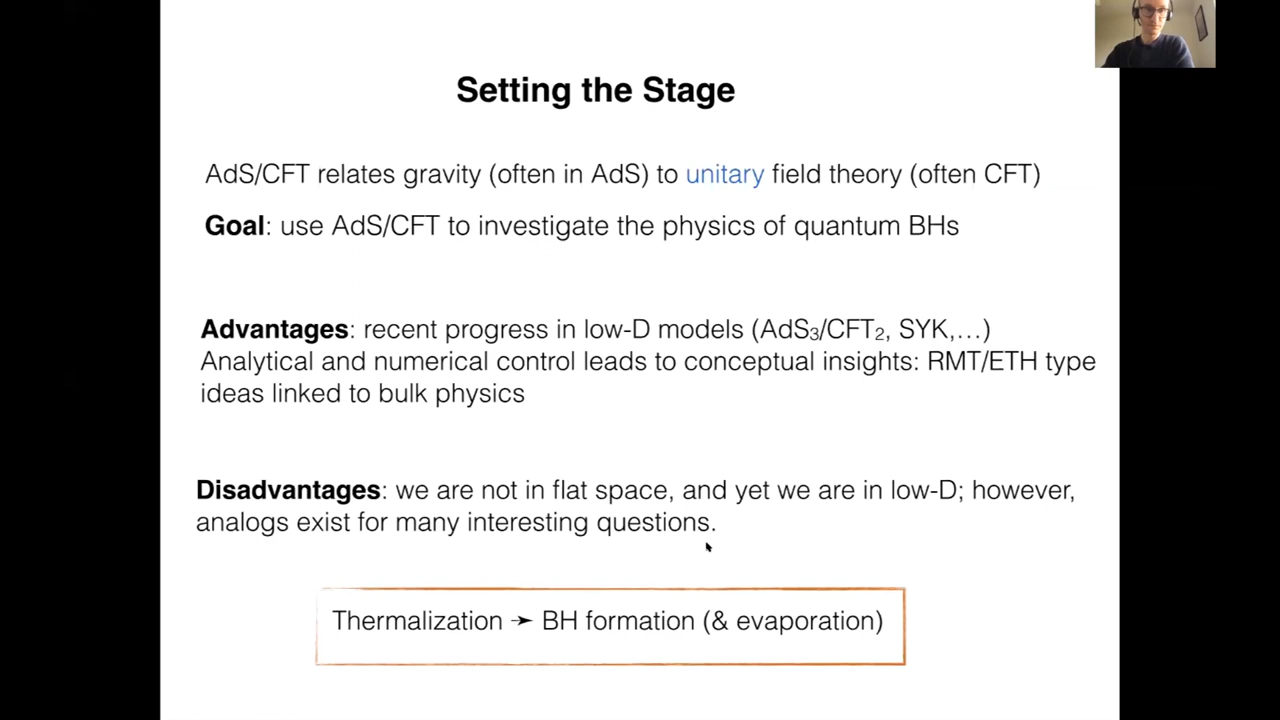 Setting the Stage
AdS/CFT relates gravity (often in AdS) to unitary field theory (often CFT)
Goal: use AdS/CFT to investigate the physics of quantum BHs
Advantages: recent progress in low-D models (AdS₃/CFT₂, SYK,…)
Analytical and numerical control leads to conceptual insights: RMT/ETH type
ideas linked to bulk physics
Disadvantages: we are not in flat space, and yet we are in low-D; however,
analogs exist for many interesting questions.
Thermalization → BH formation (& evaporation)